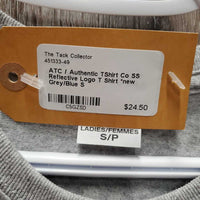 The Tack Collector
451333-49
ATC / Authentic TShirt Co SS
Reflective Logo T Shirt *new
Grey/Blue S
C5GZ6D
$24.50
LADIES/FEMMES
S/P